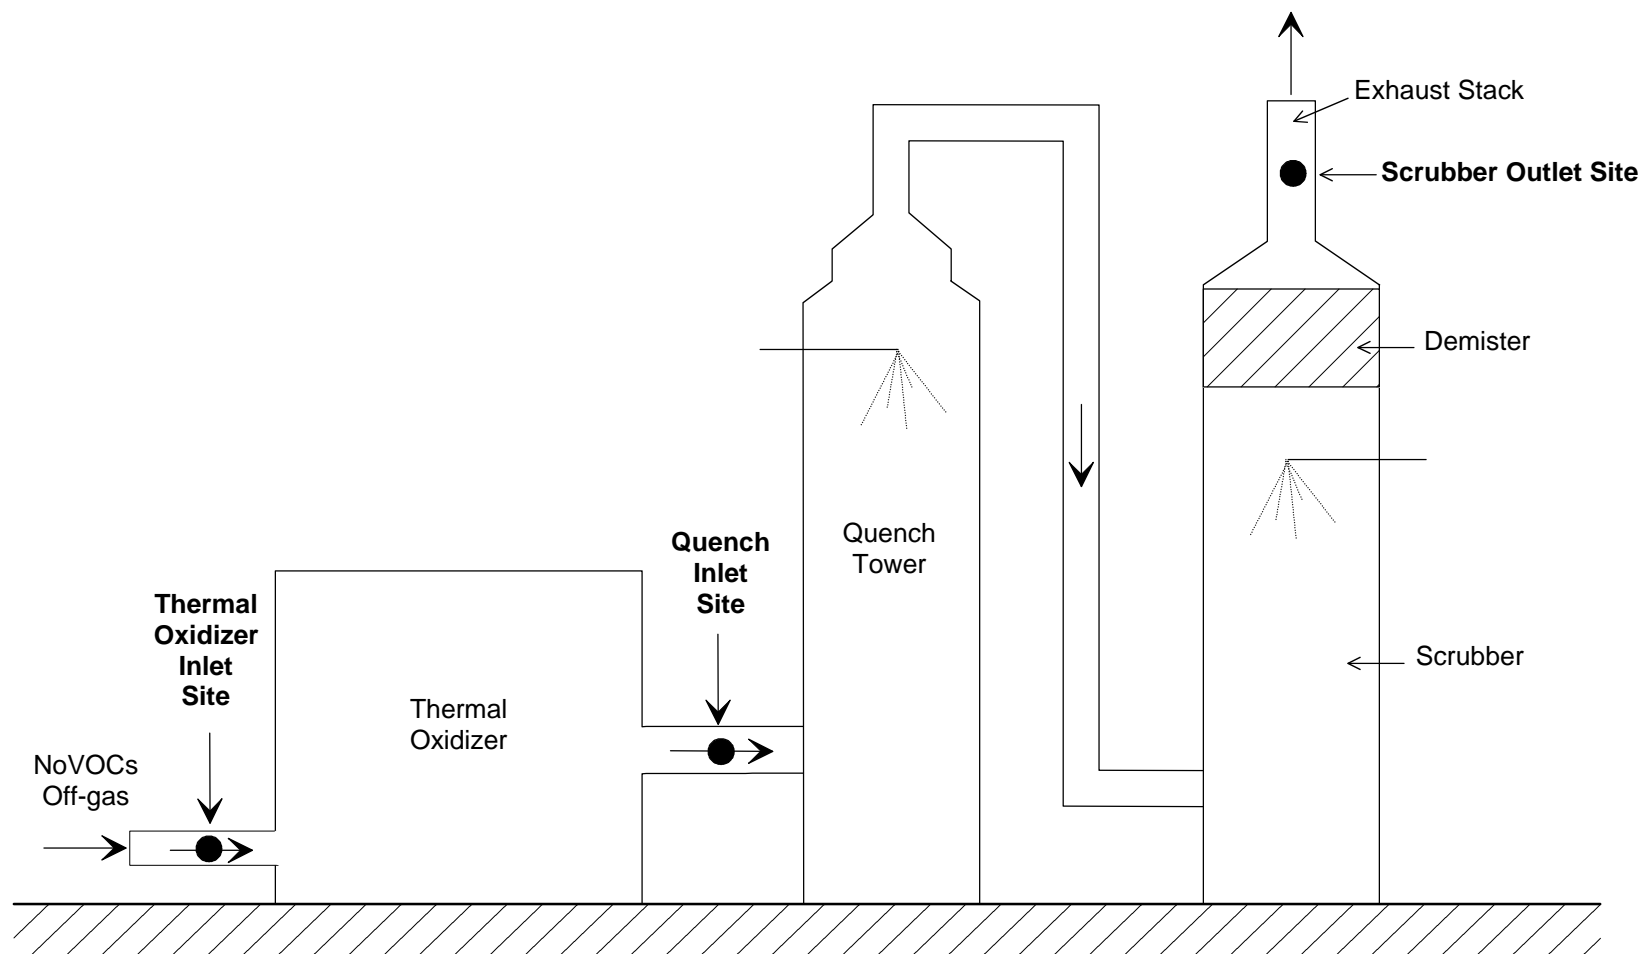 Exhaust Stack
Scrubber Outlet Site
Demister
Quench
Tower
Quench
Inlet
Site
Thermal
Oxidizer
Inlet
Site
Scrubber
Thermal
Oxidizer
NoVOCs
Off-gas